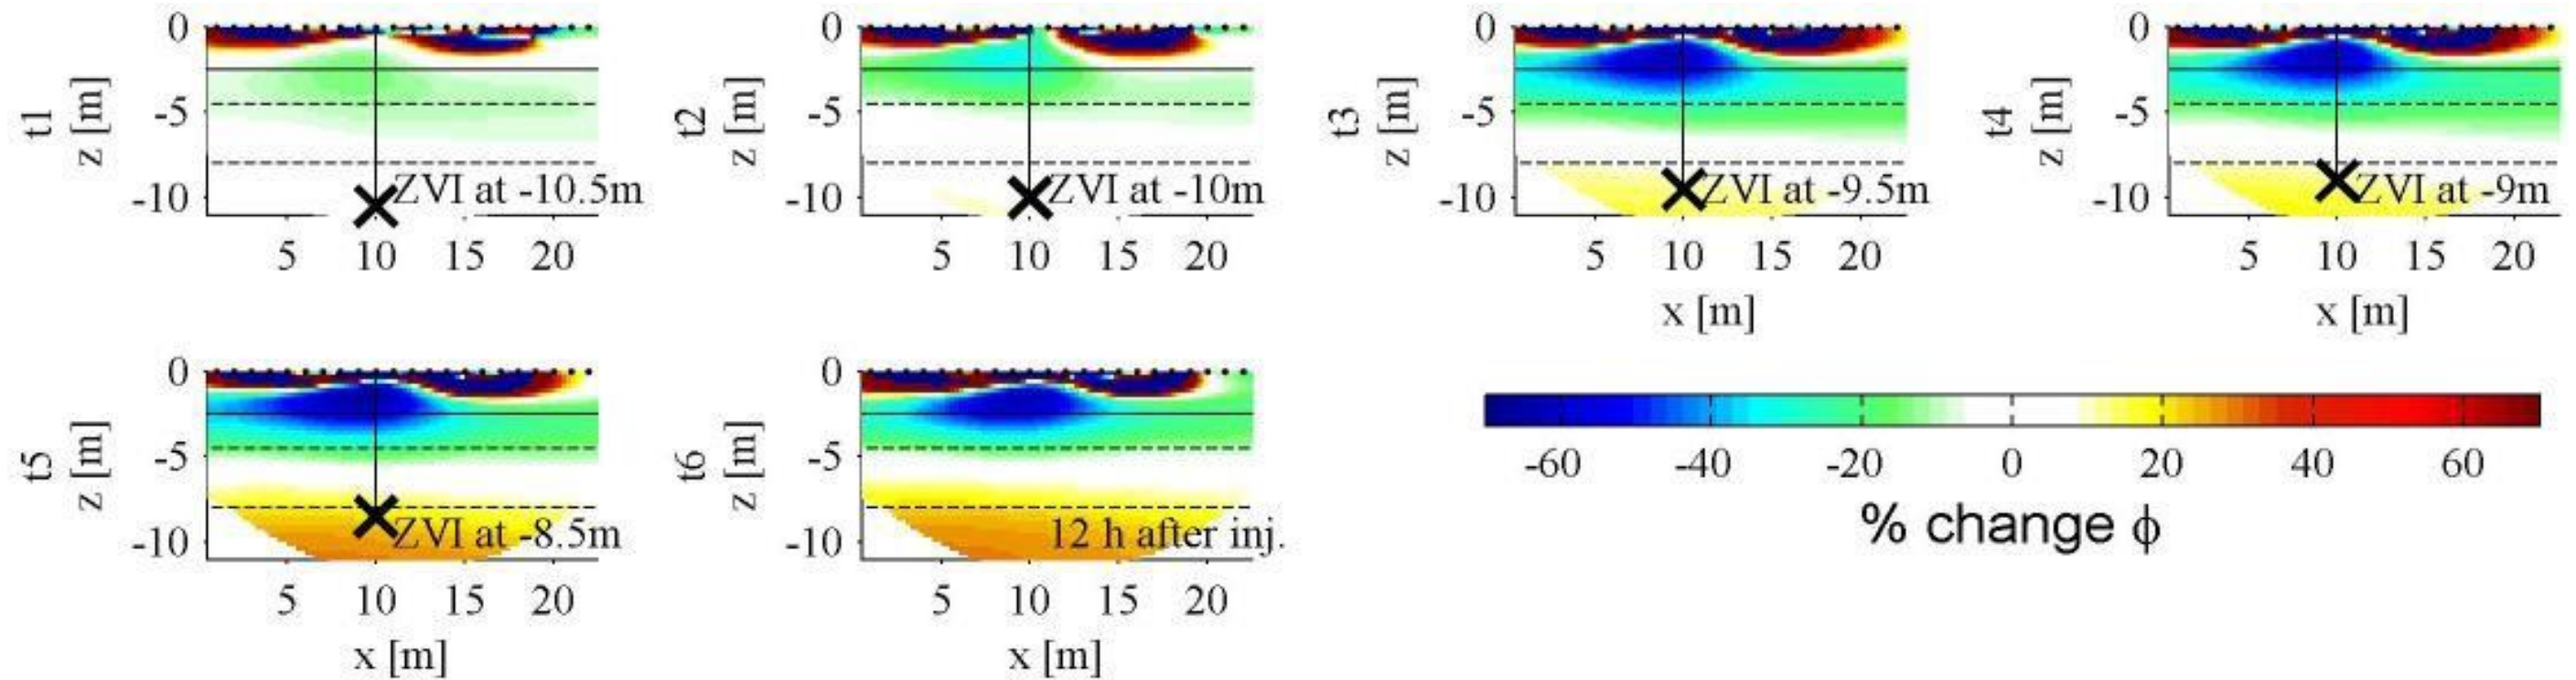 t1
z [m]
0
-5
-10
ZVI at -10.5m
5 10 15 20
t2
z [m]
0
-5
-10
ZVI at -10m
5 10 15 20
t3
z [m]
0
-5
-10
ZVI at -9.5m
5 10 15 20
x [m]
t4
z [m]
0
-5
-10
ZVI at -9m
5 10 15 20
x [m]
t5
z [m]
0
-5
-10
ZVI at -8.5m
5 10 15 20
x [m]
t6
z [m]
0
-5
-10
12 h after inj.
5 10 15 20
x [m]
-60 -40 -20 0 20 40 60
% change ϕ